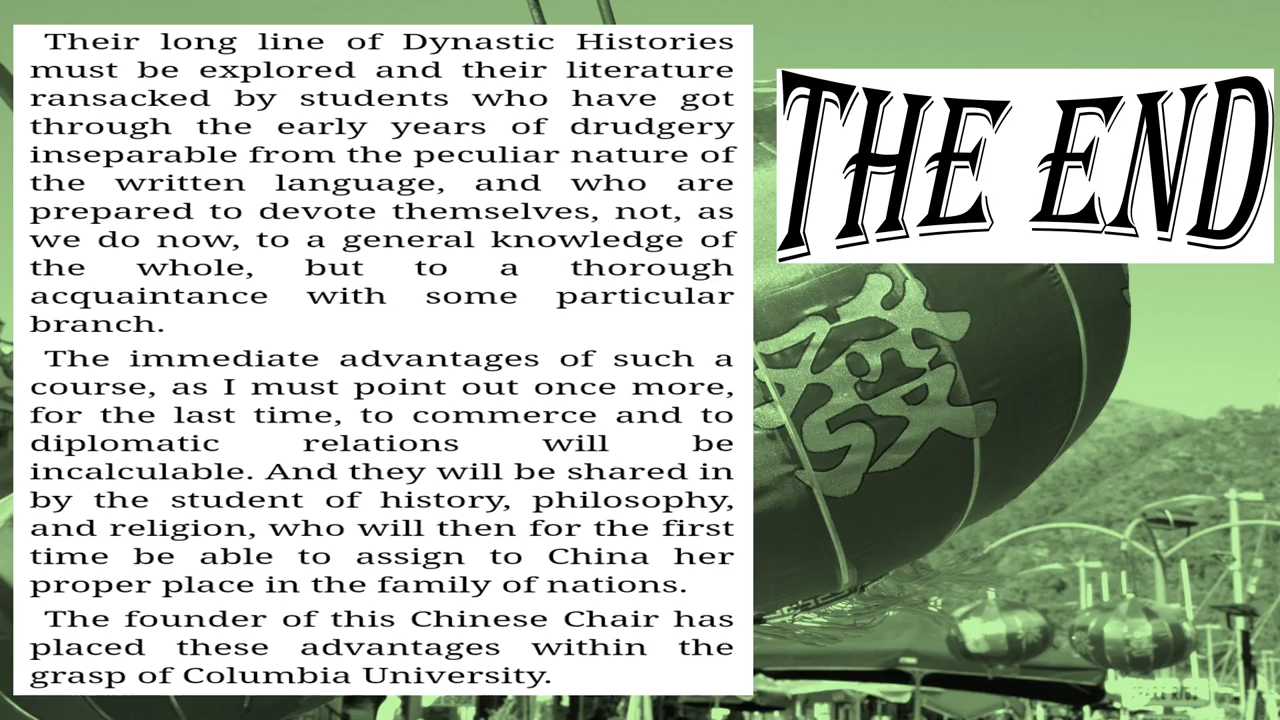 Their long line of Dynastic Histories
must be explored and their literature
ransacked by students who have got
through the early years of drudgery
inseparable from the peculiar nature of
the written language, and who are
prepared to devote themselves, not, as
we do now, to a general knowledge of
the whole, but to a thorough
acquaintance with some particular
branch.
The immediate advantages of such a
course, as I must point out once more,
for the last time, to commerce and to
diplomatic relations will be
incalculable. And they will be shared in
by the student of history, philosophy,
and religion, who will then for the first
time be able to assign to China her
proper place in the family of nations.
The founder of this Chinese Chair has
placed these advantages within the
grasp of Columbia University.
THE END
發